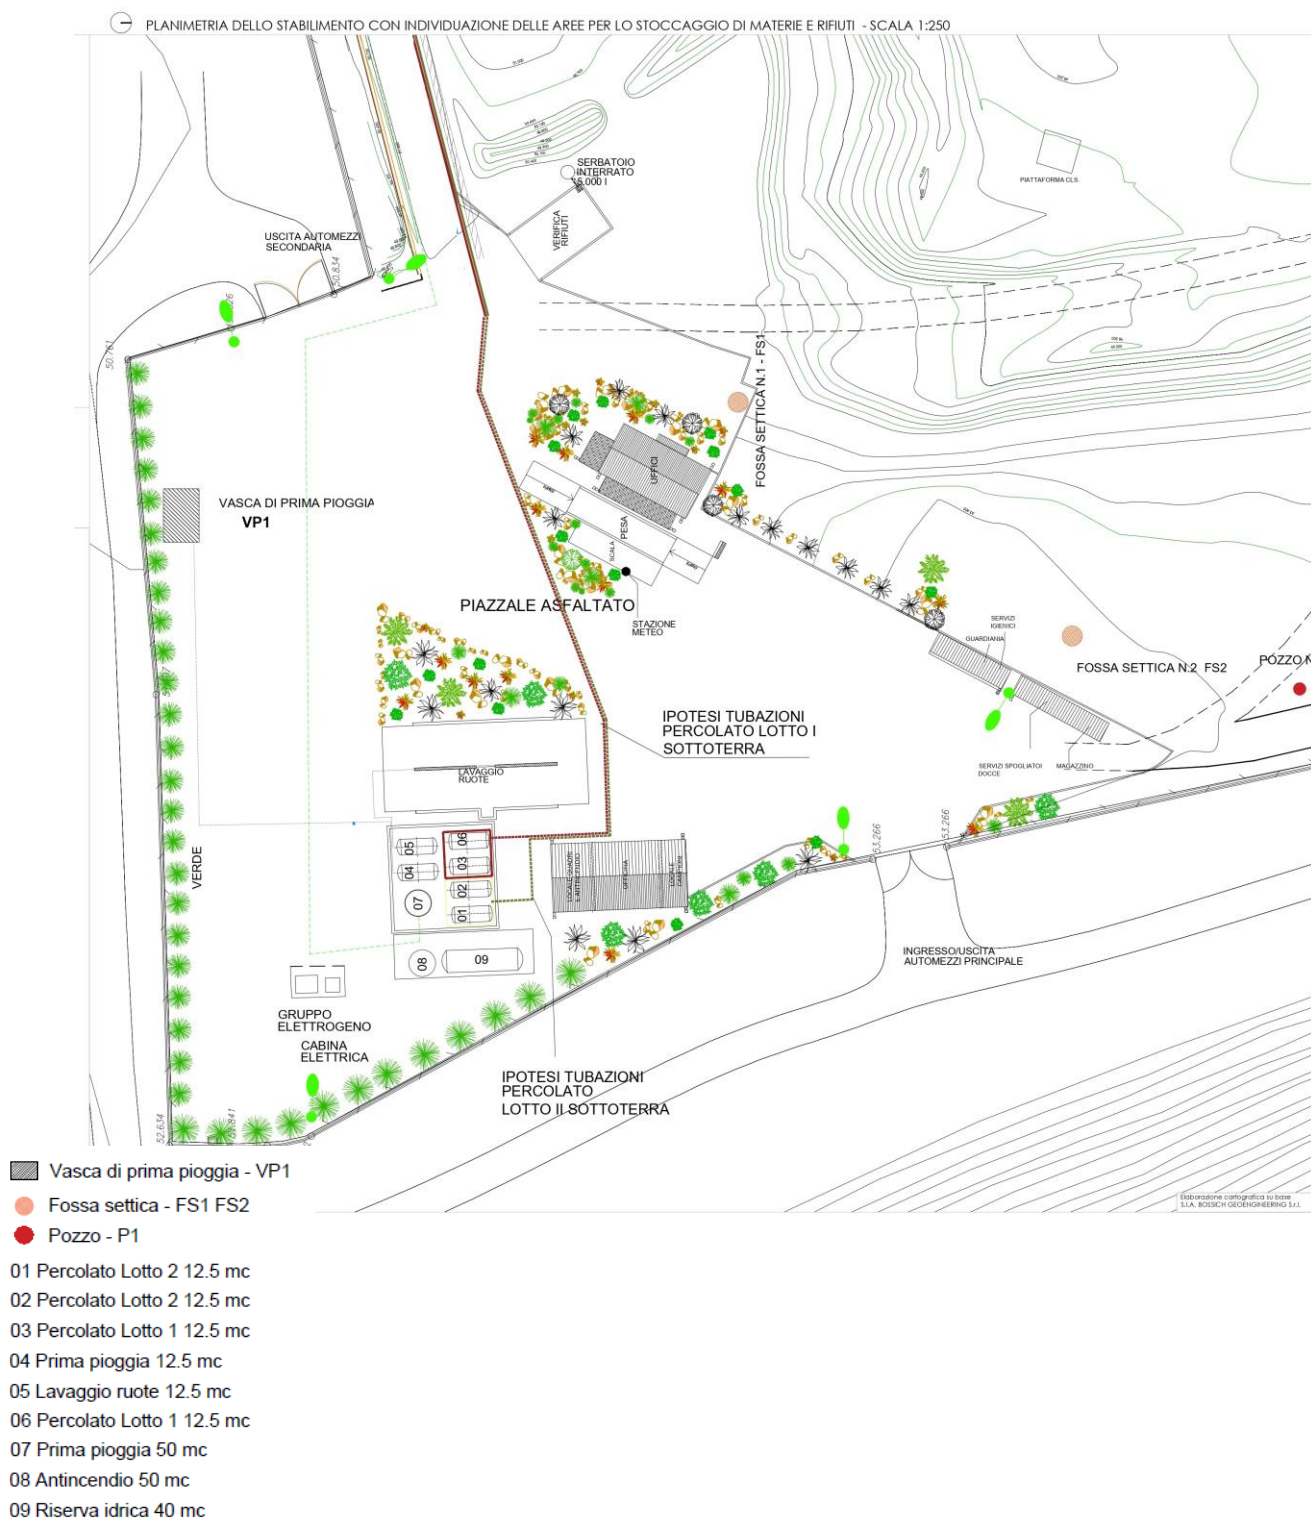 PLANIMETRIA DELLO STABILIMENTO CON INDIVIDUAZIONE DELLE AREE PER LO STOCCAGGIO DI MATERIE E RIFIUTI - SCALA 1:250
SERBATOIO
INTERRATO
5.000 l
PIATTAFORMA CLS
VERIFICA
RIFIUTI
USCITA AUTOMEZZI
SECONDARIA
50.834
50.761
FOSSA SETTICA N.1 - FS1
UFFICI
PESA
SCALA
VASCA DI PRIMA PIOGGIA
VP1
PIAZZALE ASFALTATO
STAZIONE
METEO
SERVIZI
IGIENICI
GUARDIANIA
FOSSA SETTICA N.2 FS2
POZZO N
IPOTESI TUBAZIONI
PERCOLATO LOTTO I
SOTTOTERRA
SERVIZI SPOGLIATOI
DOCCE
MAGAZZINO
LAVAGGIO
RUOTE
53.266
53.266
VERDE
05
06
04
03
02
01
07
08
09
LOCALE QUADRI
E ANTINCENDIO
OFFICINA
LOCALE
CAMPIONI
INGRESSO/USCITA
AUTOMEZZI PRINCIPALE
GRUPPO
ELETTROGENO
CABINA
ELETTRICA
IPOTESI TUBAZIONI
PERCOLATO
LOTTO II SOTTOTERRA
52.634
Elaborazione cartografica su base
S.I.A. BOSSICH GEOENGINEERING S.r.l.
Vasca di prima pioggia - VP1
Fossa settica - FS1 FS2
Pozzo - P1
01 Percolato Lotto 2 12.5 mc
02 Percolato Lotto 2 12.5 mc
03 Percolato Lotto 1 12.5 mc
04 Prima pioggia 12.5 mc
05 Lavaggio ruote 12.5 mc
06 Percolato Lotto 1 12.5 mc
07 Prima pioggia 50 mc
08 Antincendio 50 mc
09 Riserva idrica 40 mc